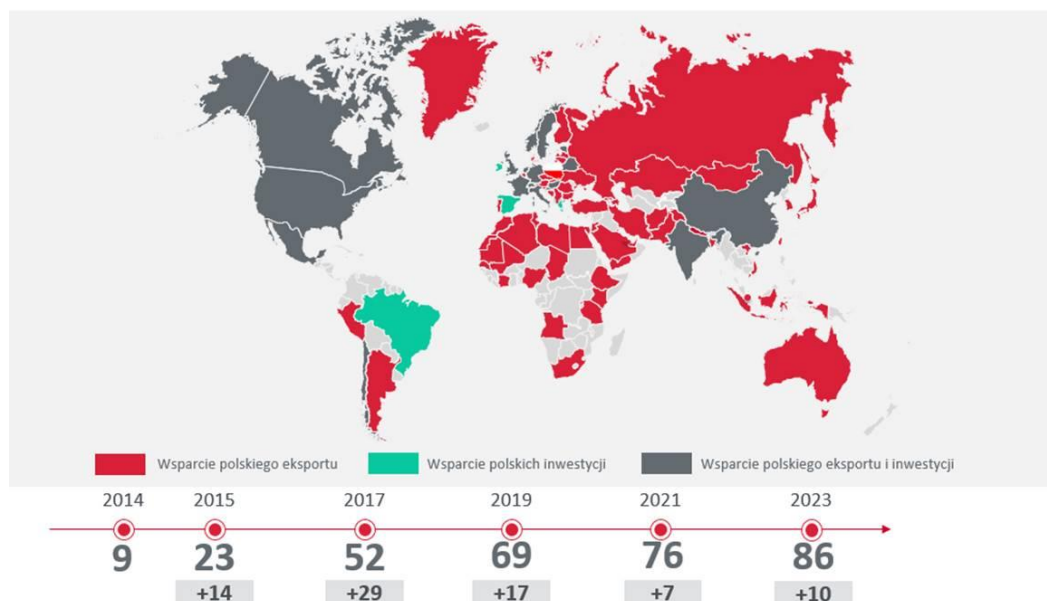 Wsparcie polskiego eksportu
Wsparcie polskich inwestycji
Wsparcie polskiego eksportu i inwestycji
2014 2015 2017 2019 2021 2023
9 23 52 69 76 86
+14 +29 +17 +7 +10